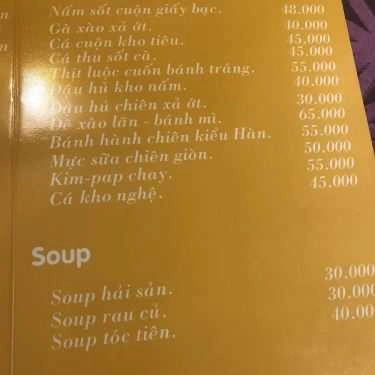 Nấm sốt cuộn giấy bạc. 48.000
Gà xào xả ớt. 40.000
Cá cuộn kho tiêu. 45.000
Cá thu sốt cà. 45.000
Thịt luộc cuốn bánh tráng. 55.000
Đậu hủ kho nấm. 40.000
Đậu hủ chiên xả ớt. 30.000
Dê xào lăn - bánh mì. 65.000
Bánh hành chiên kiểu Hàn. 55.000
Mực sữa chiên giòn. 50.000
Kim-pap chay. 55.000
Cá kho nghệ. 45.000
Soup
Soup hải sản. 30.000
Soup rau củ. 30.000
Soup tóc tiên. 40.00